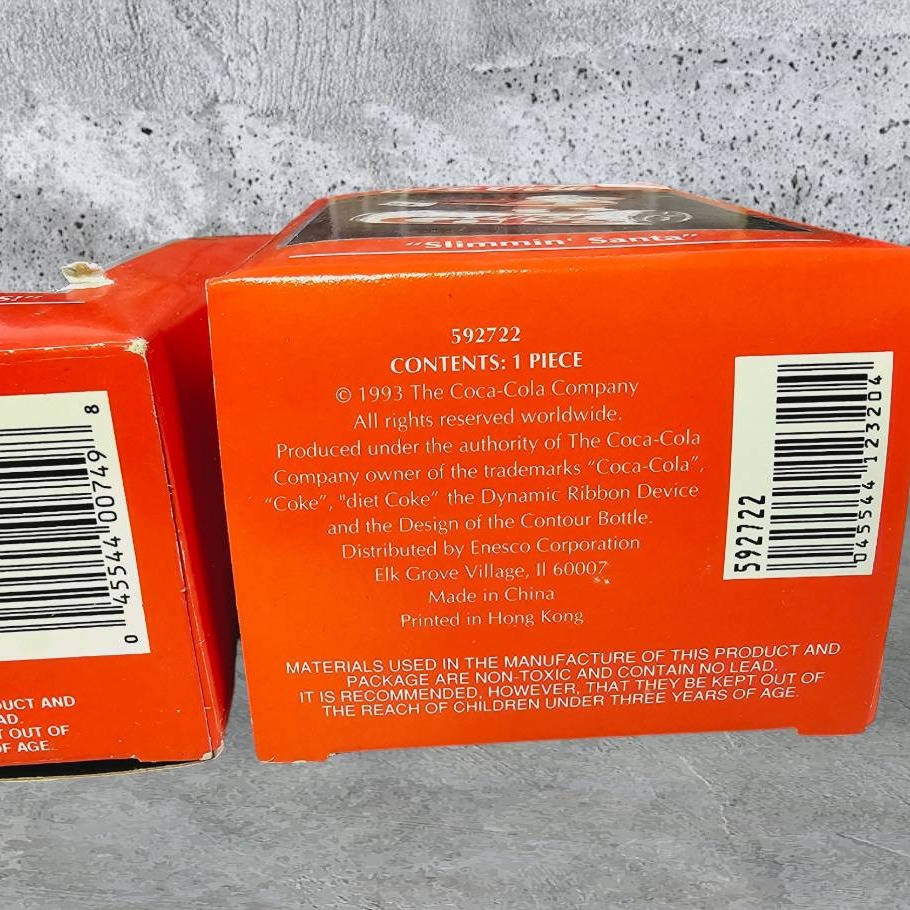 "Slimmin' Santa"
592722
CONTENTS: 1 PIECE
© 1993 The Coca-Cola Company
All rights reserved worldwide.
Produced under the authority of The Coca-Cola
Company owner of the trademarks "Coca-Cola",
"Coke", "diet Coke" the Dynamic Ribbon Device
and the Design of the Contour Bottle.
Distributed by Enesco Corporation
Elk Grove Village, Il 60007
Made in China
Printed in Hong Kong
MATERIALS USED IN THE MANUFACTURE OF THIS PRODUCT AND
PACKAGE ARE NON-TOXIC AND CONTAIN NO LEAD.
IT IS RECOMMENDED, HOWEVER, THAT THEY BE KEPT OUT OF
THE REACH OF CHILDREN UNDER THREE YEARS OF AGE.
592722
045544 123204
0 45544 00749 8
DUCT AND
AD.
T OUT OF
OF AGE.